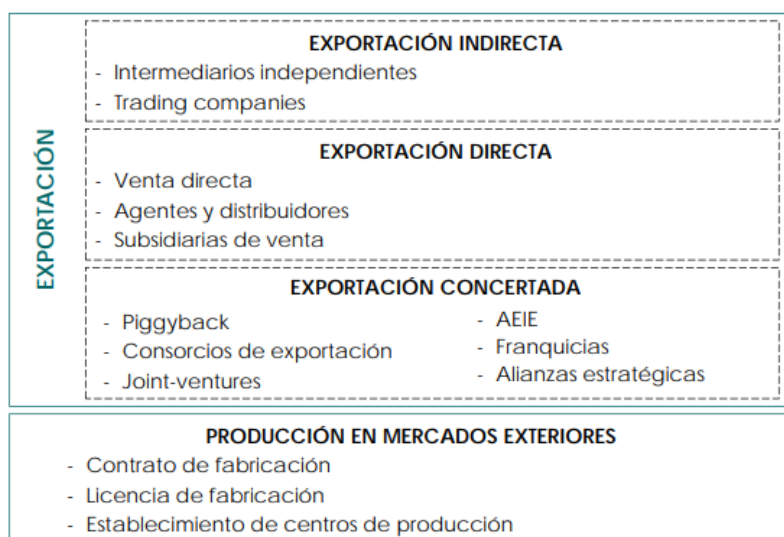 EXPORTACIÓN
EXPORTACIÓN INDIRECTA
- Intermediarios independientes
- Trading companies
EXPORTACIÓN DIRECTA
- Venta directa
- Agentes y distribuidores
- Subsidiarias de venta
EXPORTACIÓN CONCERTADA
- Piggyback
- Consorcios de exportación
- Joint-ventures
- AEIE
- Franquicias
- Alianzas estratégicas
PRODUCCIÓN EN MERCADOS EXTERIORES
- Contrato de fabricación
- Licencia de fabricación
- Establecimiento de centros de producción